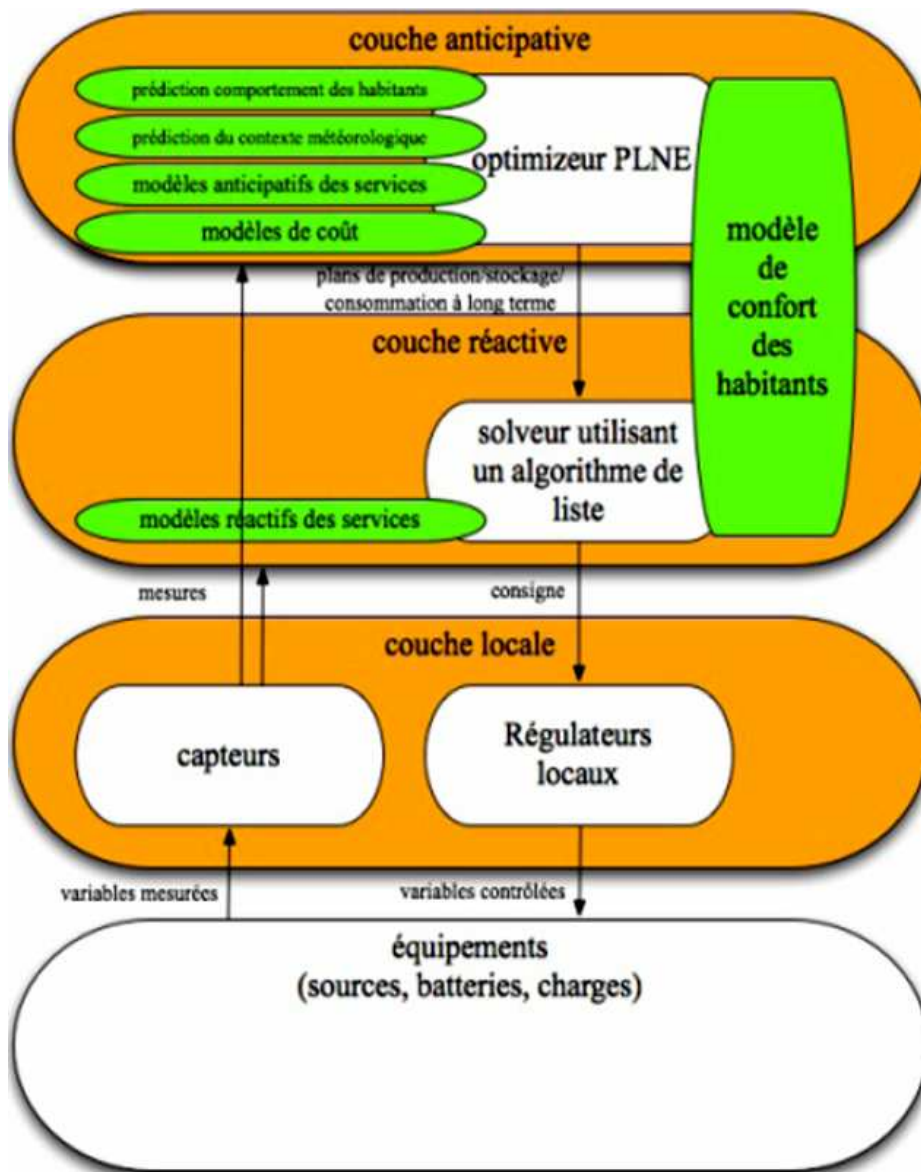 couche anticipative
prédiction comportement des habitants
prédiction du contexte météorologique
optimizeur PLNE
modèles anticipatifs des services
modèles de coût
modèle
de
confort
des
habitants
plans de production/stockage/
consommation à long terme
couche réactive
solveur utilisant
un algorithme de
liste
modèles réactifs des services
mesures
consigne
couche locale
capteurs
Régulateurs
locaux
variables mesurées
variables contrôlées
équipements
(sources, batteries, charges)